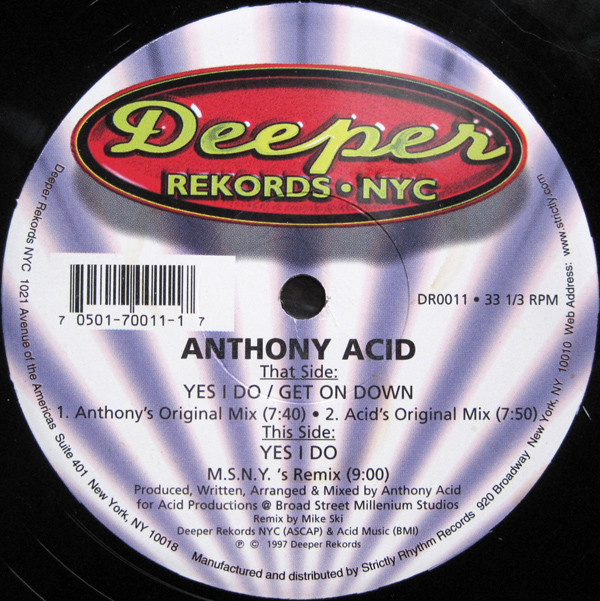 Deeper
REKORDS • NYC
DR0011 • 33 1/3 RPM
7 0501-70011-1 7
ANTHONY ACID
That Side:
YES I DO / GET ON DOWN
1. Anthony's Original Mix (7:40) • 2. Acid's Original Mix (7:50)
This Side:
YES I DO
M.S.N.Y. 's Remix (9:00)
Produced, Written, Arranged & Mixed by Anthony Acid
for Acid Productions @ Broad Street Millenium Studios
Remix by Mike Ski
Deeper Rekords NYC (ASCAP) & Acid Music (BMI)
℗ © 1997 Deeper Rekords
Deeper Rekords NYC 1021 Avenue of the Americas Suite 401 New York, NY 10018 Manufactured and distributed by Strictly Rhythm Records 920 Broadway New York, NY 10010 Web Address: www.strictly.com